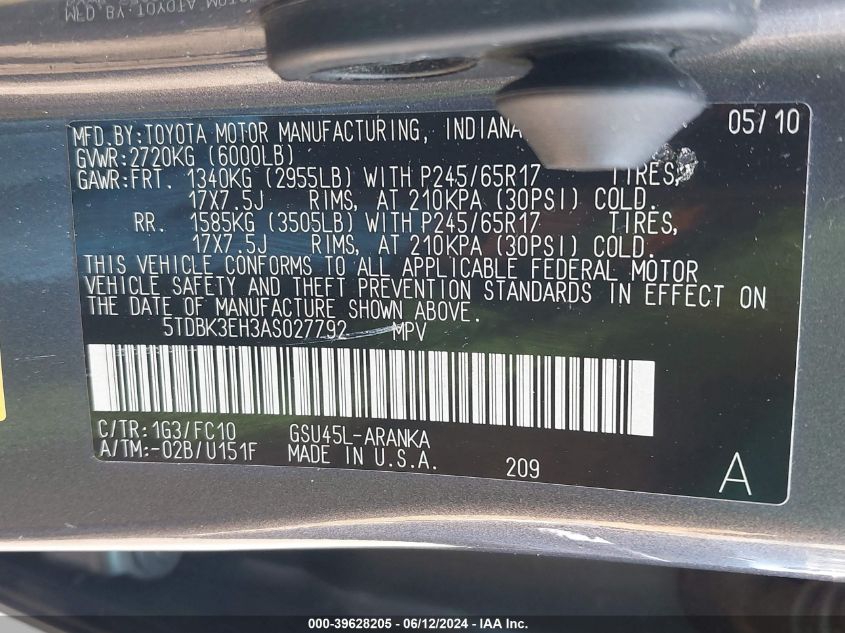 MFD.BY:TOYOTA MOTOR MANUFACTURING, INDIANA 05/10
GVWR:2720KG (6000LB)
GAWR:FRT. 1340KG (2955LB) WITH P245/65R17 TIRES,
17X7.5J RIMS, AT 210KPA (30PSI) COLD.
RR. 1585KG (3505LB) WITH P245/65R17 TIRES,
17X7.5J RIMS, AT 210KPA (30PSI) COLD.
THIS VEHICLE CONFORMS TO ALL APPLICABLE FEDERAL MOTOR
VEHICLE SAFETY AND THEFT PREVENTION STANDARDS IN EFFECT ON
THE DATE OF MANUFACTURE SHOWN ABOVE.
5TDBK3EH3AS027792 MPV
C/TR:1G3/FC10 GSU45L-ARANKA
A/TM:-02B/U151F MADE IN U.S.A. 209 A
000-39628205 - 06/12/2024 - IAAI.com